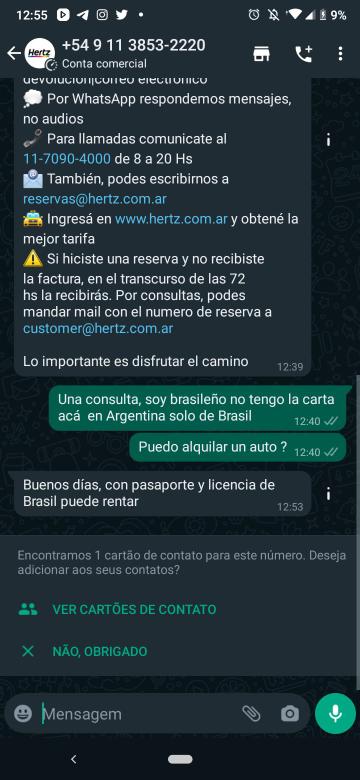 12:55
9%
Hertz
+54 9 11 3853-2220
Conta comercial
devolución|correo electrónico
💭 Por WhatsApp respondemos mensajes,
no audios
Para llamadas comunicate al
11-7090-4000 de 8 a 20 Hs
📧 También, podes escribirnos a
reservas@hertz.com.ar
🚖 Ingresá en www.hertz.com.ar y obtené la
mejor tarifa
⚠️ Si hiciste una reserva y no recibiste
la factura, en el transcurso de las 72
hs la recibirás. Por consultas, podes
mandar mail con el numero de reserva a
customer@hertz.com.ar
Lo importante es disfrutar el camino
12:39
Una consulta, soy brasileño no tengo la carta
acá en Argentina solo de Brasil
12:40
Puedo alquilar un auto ?
12:40
Buenos días, con pasaporte y licencia de
Brasil puede rentar
12:53
Encontramos 1 cartão de contato para este número. Deseja
adicionar aos seus contatos?
VER CARTÕES DE CONTATO
NÃO, OBRIGADO
Mensagem